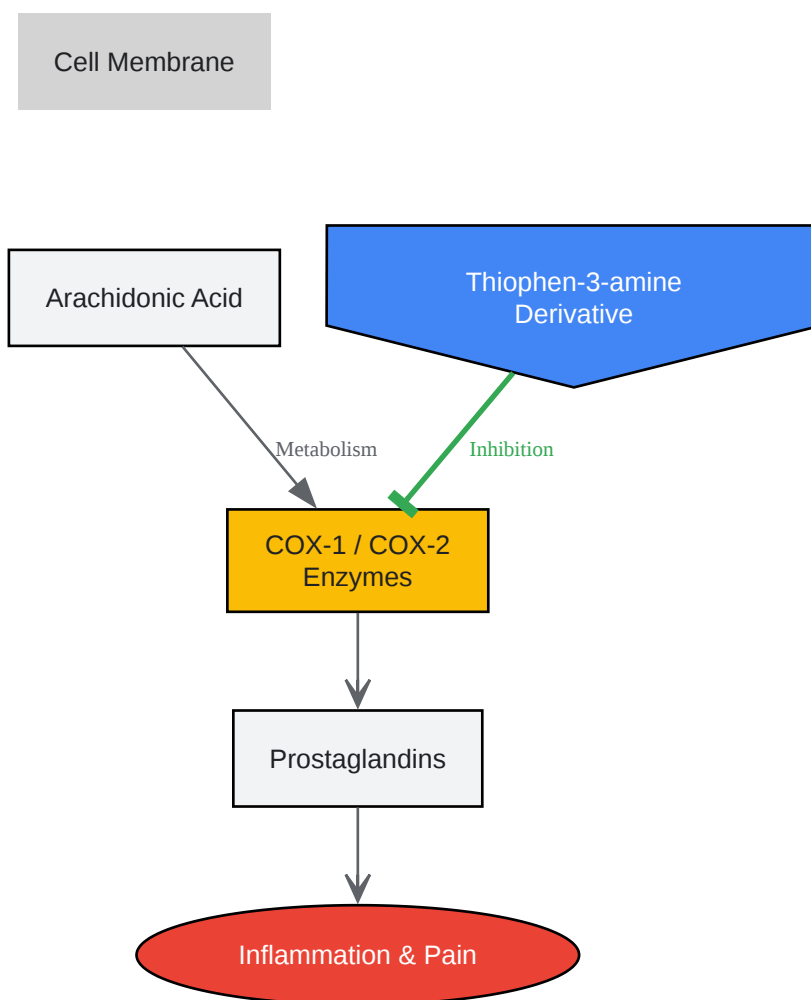 Cell Membrane
Arachidonic Acid
Thiophen-3-amine
Derivative
Metabolism
Inhibition
COX-1 / COX-2
Enzymes
Prostaglandins
Inflammation & Pain